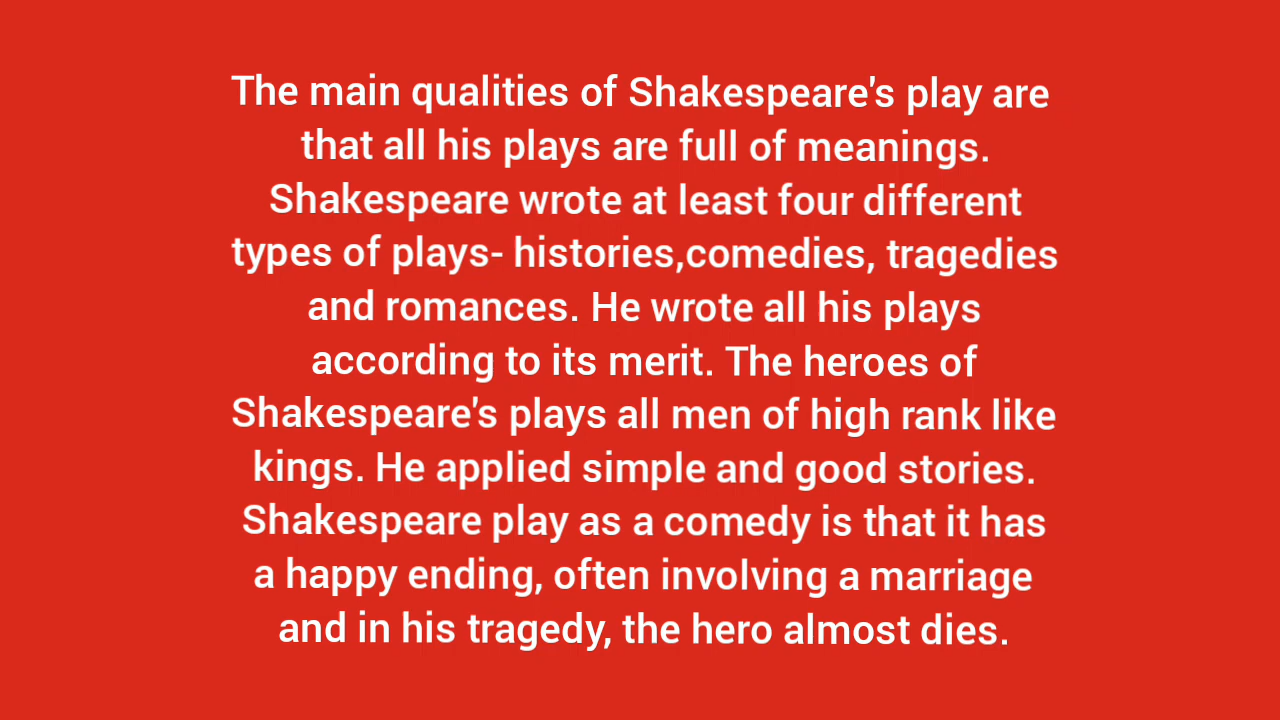 The main qualities of Shakespeare's play are
that all his plays are full of meanings.
Shakespeare wrote at least four different
types of plays- histories,comedies, tragedies
and romances. He wrote all his plays
according to its merit. The heroes of
Shakespeare's plays all men of high rank like
kings. He applied simple and good stories.
Shakespeare play as a comedy is that it has
a happy ending, often involving a marriage
and in his tragedy, the hero almost dies.